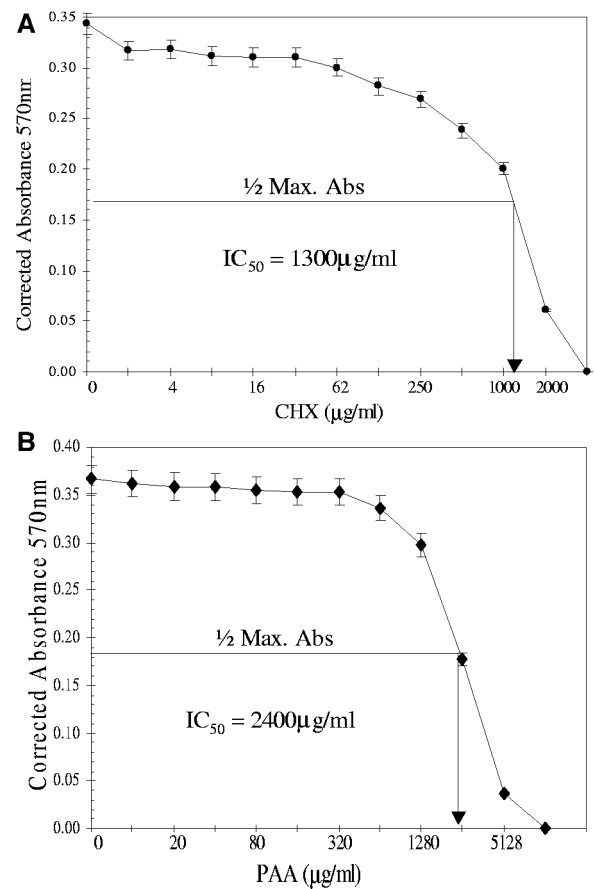 A
Corrected Absorbance 570nm
0.35
0.30
0.25
0.20
0.15
0.10
0.05
0.00
½ Max. Abs
IC50 = 1300µg/ml
0 4 16 62 250 1000 2000
CHX (µg/ml)
B
Corrected Absorbance 570nm
0.40
0.35
0.30
0.25
0.20
0.15
0.10
0.05
0.00
½ Max. Abs
IC50 = 2400µg/ml
0 20 80 320 1280 5128
PAA (µg/ml)